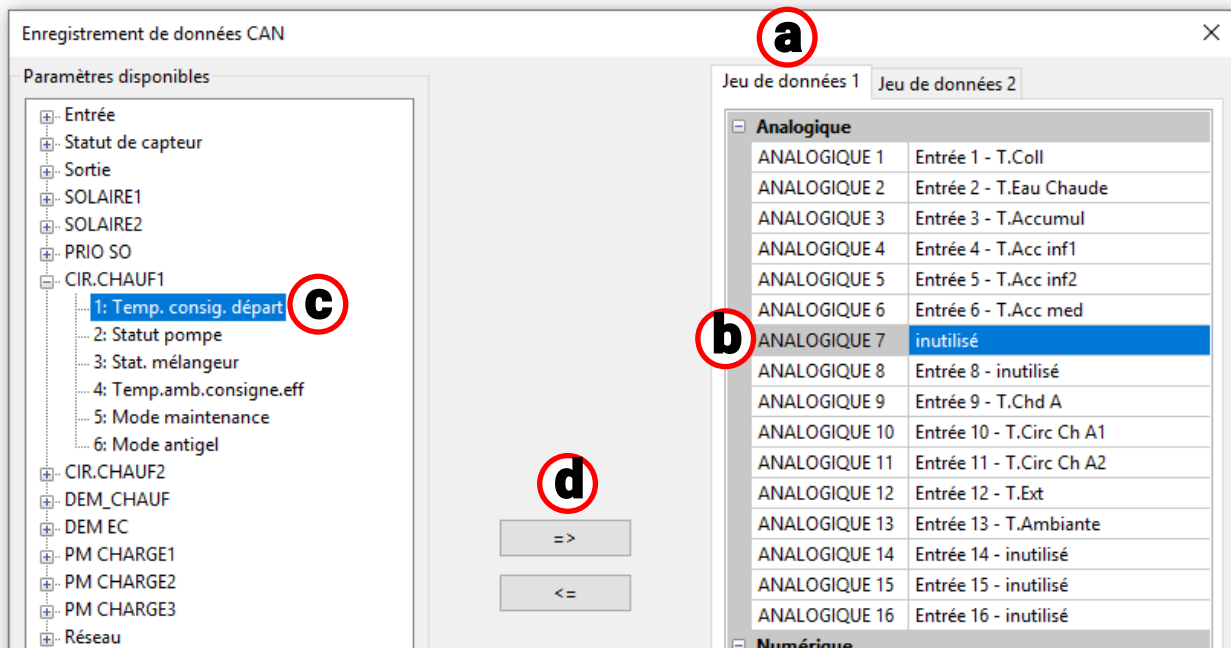 Enregistrement de données CAN
a
Paramètres disponibles
Entrée
Statut de capteur
Sortie
SOLAIRE1
SOLAIRE2
PRIO SO
CIR.CHAUF1
1: Temp. consig. départ
c
2: Statut pompe
3: Stat. mélangeur
4: Temp.amb.consigne.eff
5: Mode maintenance
6: Mode antigel
CIR.CHAUF2
DEM_CHAUF
DEM EC
PM CHARGE1
PM CHARGE2
PM CHARGE3
Réseau
d
=>
<=
Jeu de données 1 Jeu de données 2
Analogique
ANALOGIQUE 1 Entrée 1 - T.Coll
ANALOGIQUE 2 Entrée 2 - T.Eau Chaude
ANALOGIQUE 3 Entrée 3 - T.Accumul
ANALOGIQUE 4 Entrée 4 - T.Acc inf1
ANALOGIQUE 5 Entrée 5 - T.Acc inf2
ANALOGIQUE 6 Entrée 6 - T.Acc med
b ANALOGIQUE 7 inutilisé
ANALOGIQUE 8 Entrée 8 - inutilisé
ANALOGIQUE 9 Entrée 9 - T.Chd A
ANALOGIQUE 10 Entrée 10 - T.Circ Ch A1
ANALOGIQUE 11 Entrée 11 - T.Circ Ch A2
ANALOGIQUE 12 Entrée 12 - T.Ext
ANALOGIQUE 13 Entrée 13 - T.Ambiante
ANALOGIQUE 14 Entrée 14 - inutilisé
ANALOGIQUE 15 Entrée 15 - inutilisé
ANALOGIQUE 16 Entrée 16 - inutilisé
Numérique